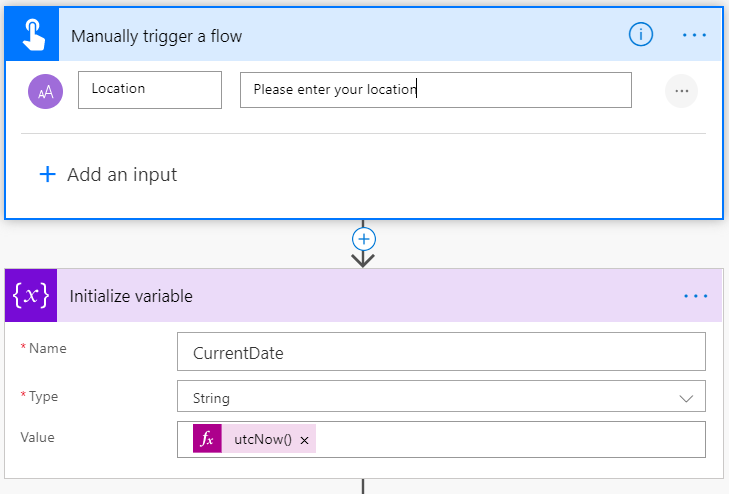 Manually trigger a flow
Location
Please enter your location
Add an input
{x} Initialize variable
* Name
CurrentDate
* Type
String
Value
fx utcNow() ×